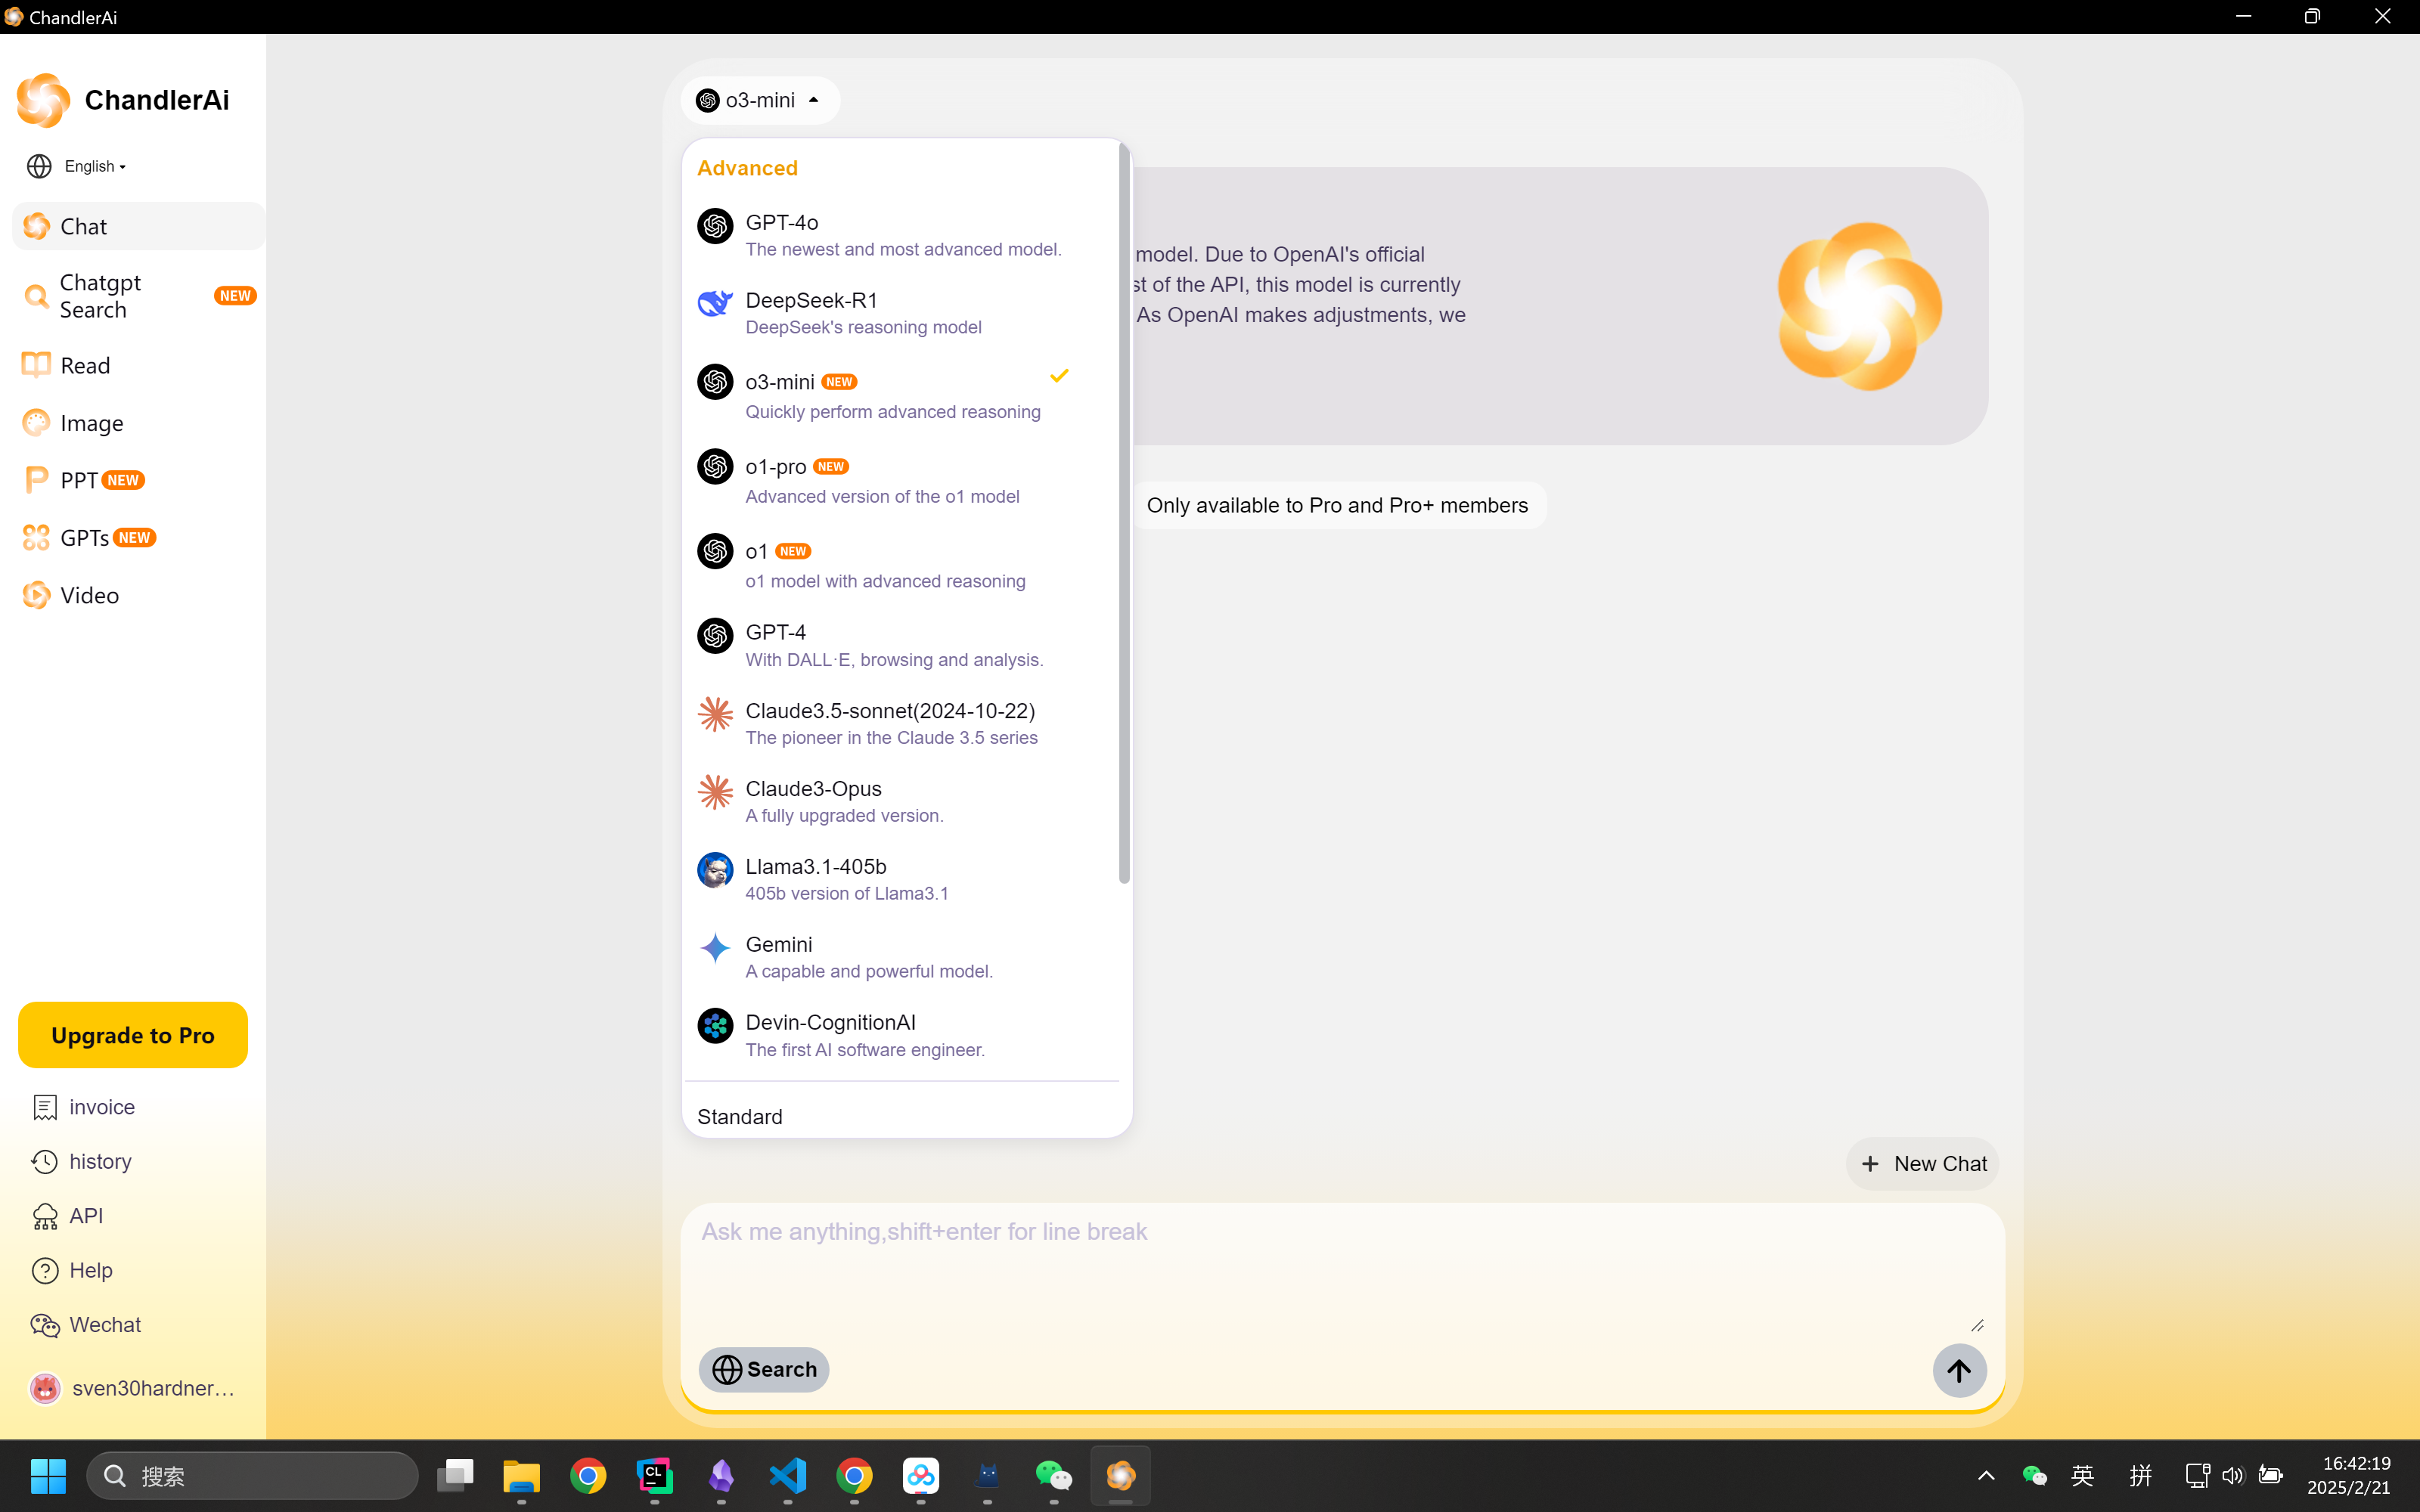 ChandlerAi
ChandlerAi
English
Chat
Chatgpt
Search
NEW
Read
Image
PPT NEW
GPTs NEW
Video
Upgrade to Pro
invoice
history
API
Help
Wechat
sven30hardner…
o3-mini
Advanced
GPT-4o
The newest and most advanced model.
DeepSeek-R1
DeepSeek's reasoning model
o3-mini NEW
Quickly perform advanced reasoning
o1-pro NEW
Advanced version of the o1 model
o1 NEW
o1 model with advanced reasoning
GPT-4
With DALL·E, browsing and analysis.
Claude3.5-sonnet(2024-10-22)
The pioneer in the Claude 3.5 series
Claude3-Opus
A fully upgraded version.
Llama3.1-405b
405b version of Llama3.1
Gemini
A capable and powerful model.
Devin-CognitionAI
The first AI software engineer.
Standard
model. Due to OpenAI's official
st of the API, this model is currently
As OpenAI makes adjustments, we
Only available to Pro and Pro+ members
New Chat
Ask me anything,shift+enter for line break
Search
搜索
CL
英
拼
16:42:19
2025/2/21